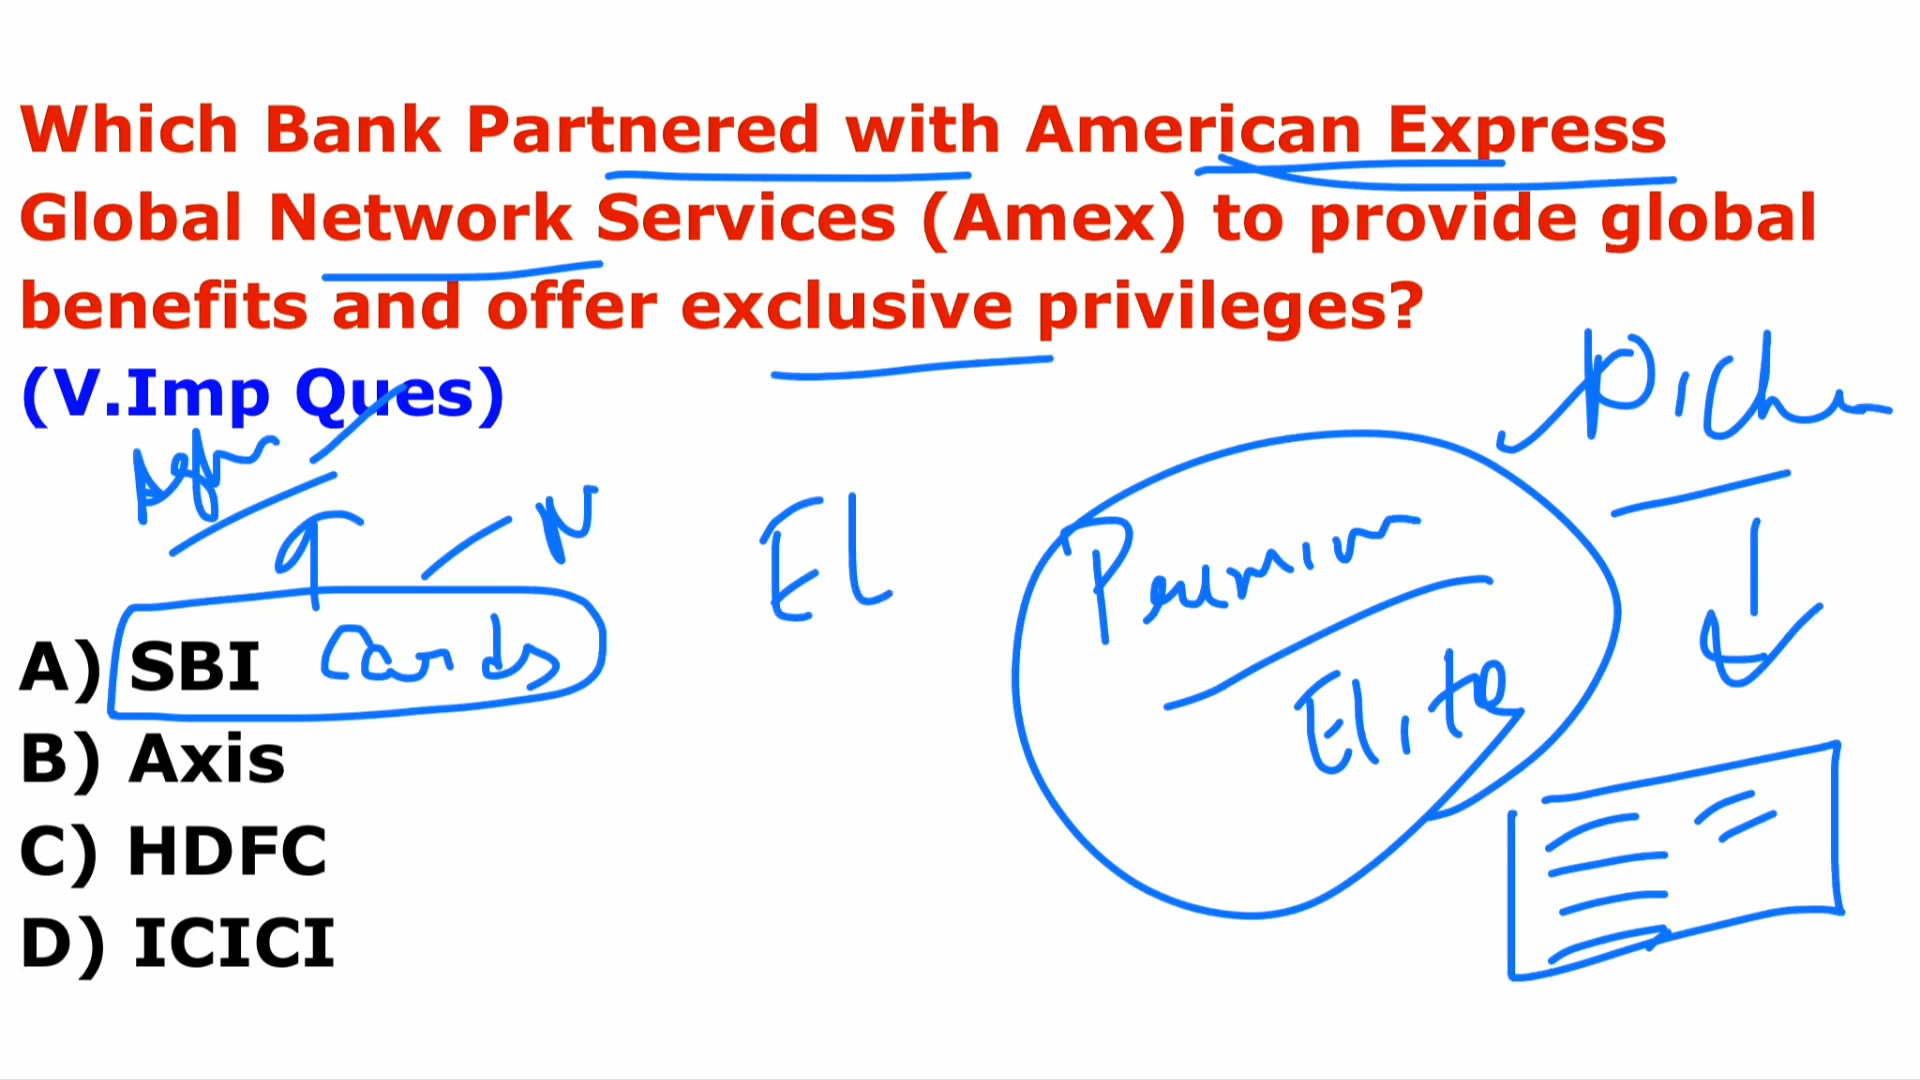 Which Bank Partnered with American Express
Global Network Services (Amex) to provide global
benefits and offer exclusive privileges?
(V.Imp Ques)
N
EL
Premium
Elite
A) SBI Cards
B) Axis
C) HDFC
D) ICICI